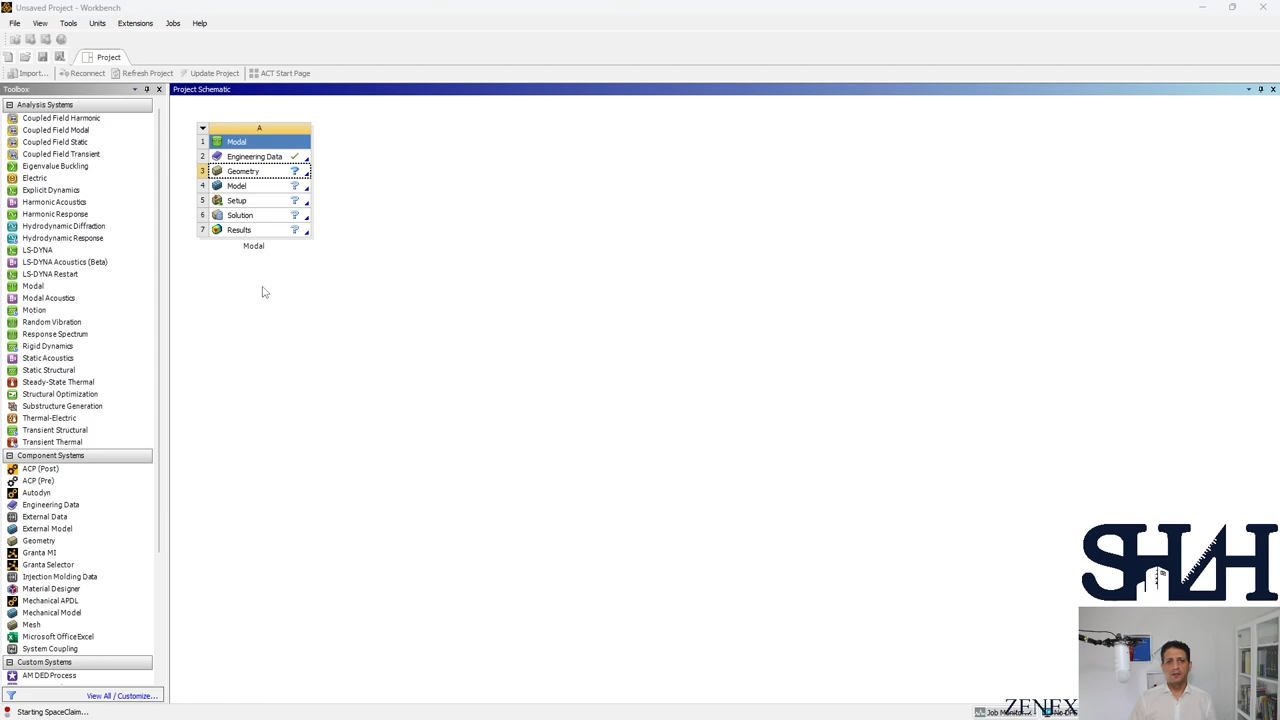 Unsaved Project - Workbench
File View Tools Units Extensions Jobs Help
Project
Import... Reconnect Refresh Project Update Project ACT Start Page
Toolbox
Project Schematic
Analysis Systems
Coupled Field Harmonic
Coupled Field Modal
Coupled Field Static
Coupled Field Transient
Eigenvalue Buckling
Electric
Explicit Dynamics
Harmonic Acoustics
Harmonic Response
Hydrodynamic Diffraction
Hydrodynamic Response
LS-DYNA
LS-DYNA Acoustics (Beta)
LS-DYNA Restart
Modal
Modal Acoustics
Motion
Random Vibration
Response Spectrum
Rigid Dynamics
Static Acoustics
Static Structural
Steady-State Thermal
Structural Optimization
Substructure Generation
Thermal-Electric
Transient Structural
Transient Thermal
Component Systems
ACP (Post)
ACP (Pre)
Autodyn
Engineering Data
External Data
External Model
Geometry
Granta MI
Granta Selector
Injection Molding Data
Material Designer
Mechanical APDL
Mechanical Model
Mesh
Microsoft Office Excel
System Coupling
Custom Systems
AM DED Process
View All / Customize...
Starting SpaceClaim...
A
1 Modal
2 Engineering Data
3 Geometry ?
4 Model ?
5 Setup ?
6 Solution ?
7 Results ?
Modal
SHZH
ZENEX
Job Monitor...